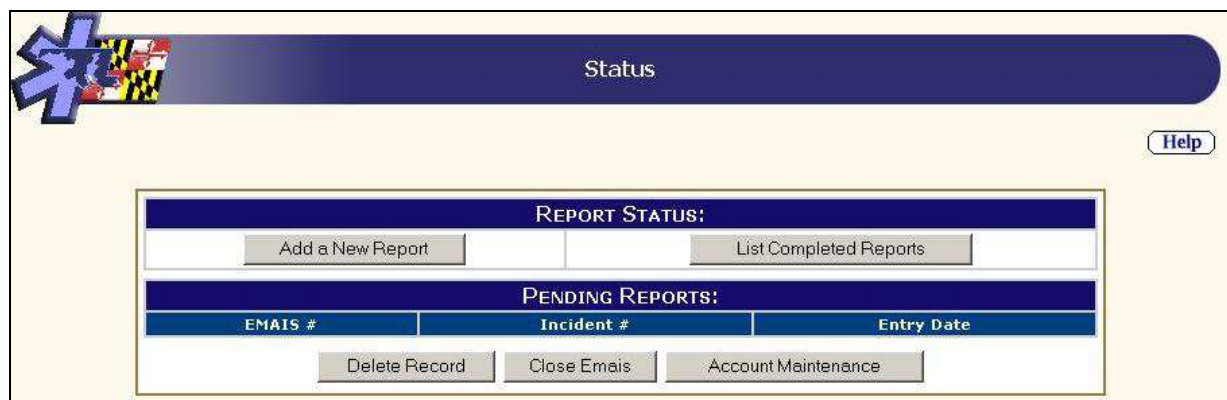 Status
Help
REPORT STATUS:
Add a New Report List Completed Reports
PENDING REPORTS:
EMAIS # Incident # Entry Date
Delete Record Close Emais Account Maintenance